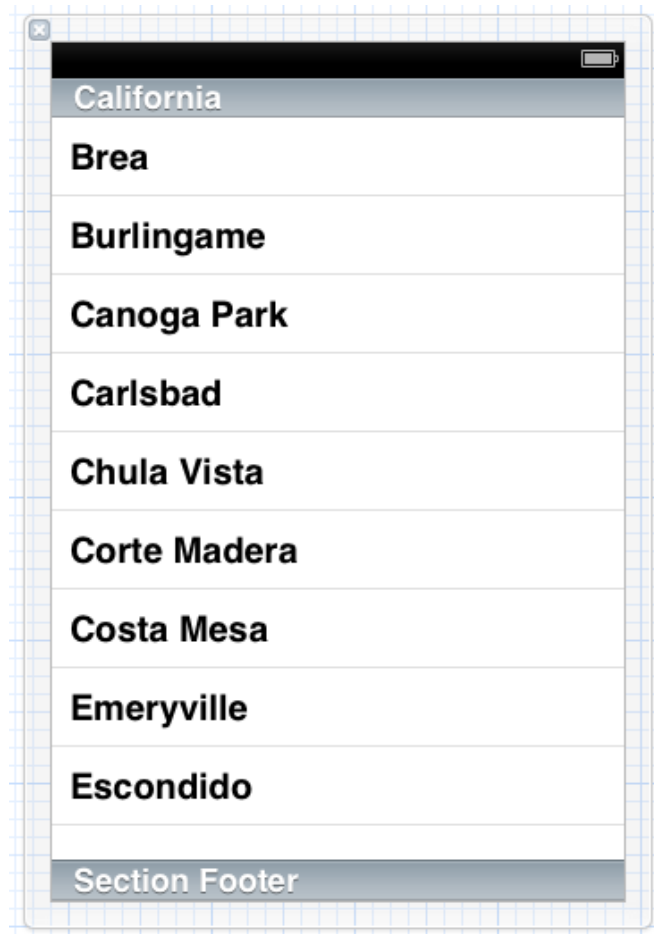 California
Brea
Burlingame
Canoga Park
Carlsbad
Chula Vista
Corte Madera
Costa Mesa
Emeryville
Escondido
Section Footer